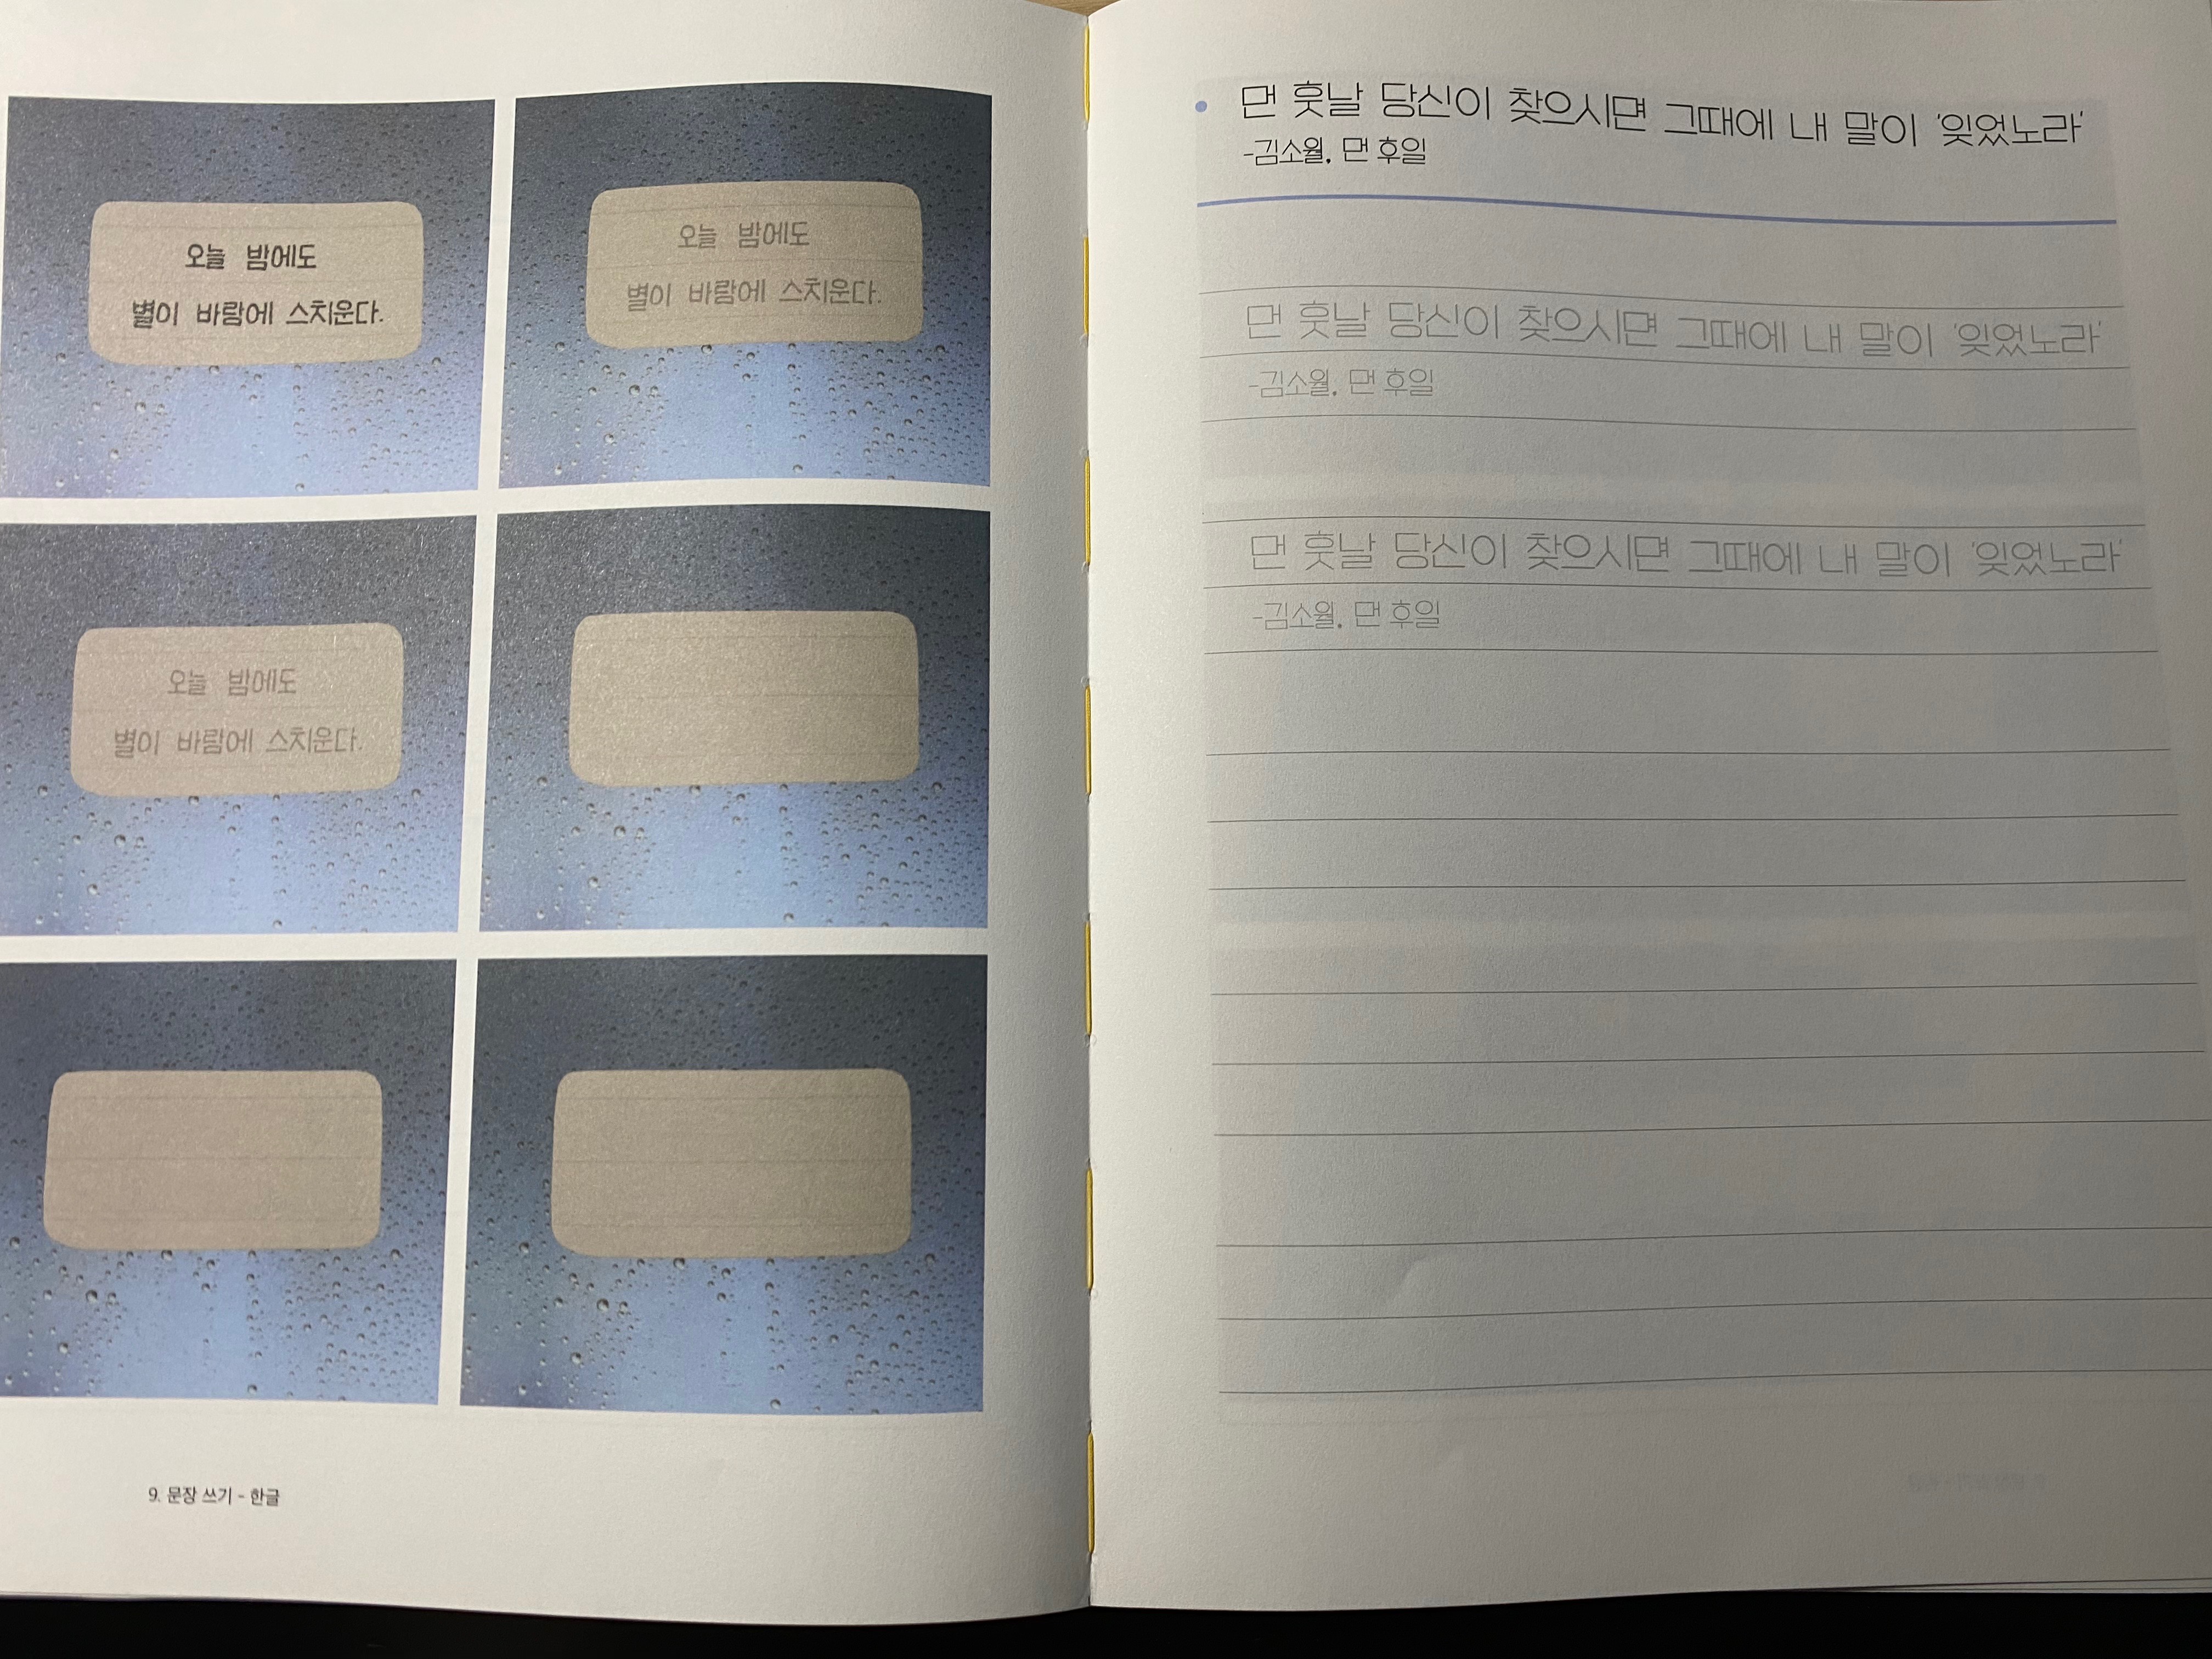 오늘 밤에도
별이 바람에 스치운다.
오늘 밤에도
별이 바람에 스치운다.
오늘 밤에도
별이 바람에 스치운다.
9. 문장 쓰기 - 한글
먼 훗날 당신이 찾으시면 그때에 내 말이 '잊었노라'
-김소월, 먼 후일
먼 훗날 당신이 찾으시면 그때에 내 말이 '잊었노라'
-김소월, 먼 후일
먼 훗날 당신이 찾으시면 그때에 내 말이 '잊었노라'
-김소월, 먼 후일